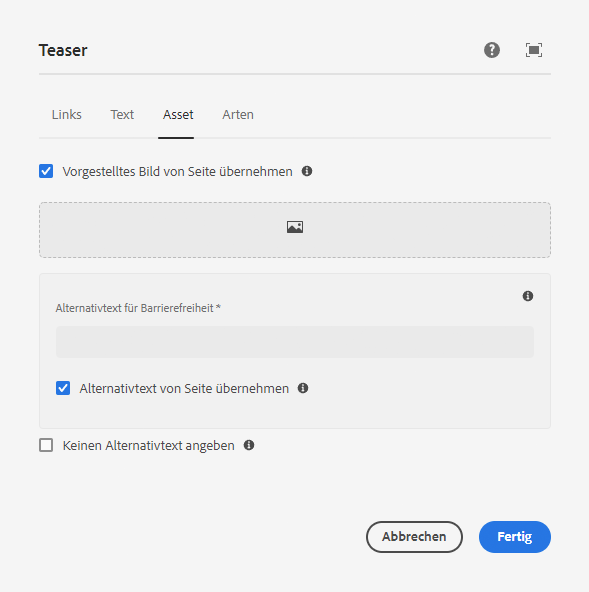 Teaser
Links Text Asset Arten
Vorgestelltes Bild von Seite übernehmen
Alternativtext für Barrierefreiheit *
Alternativtext von Seite übernehmen
Keinen Alternativtext angeben
Abbrechen Fertig